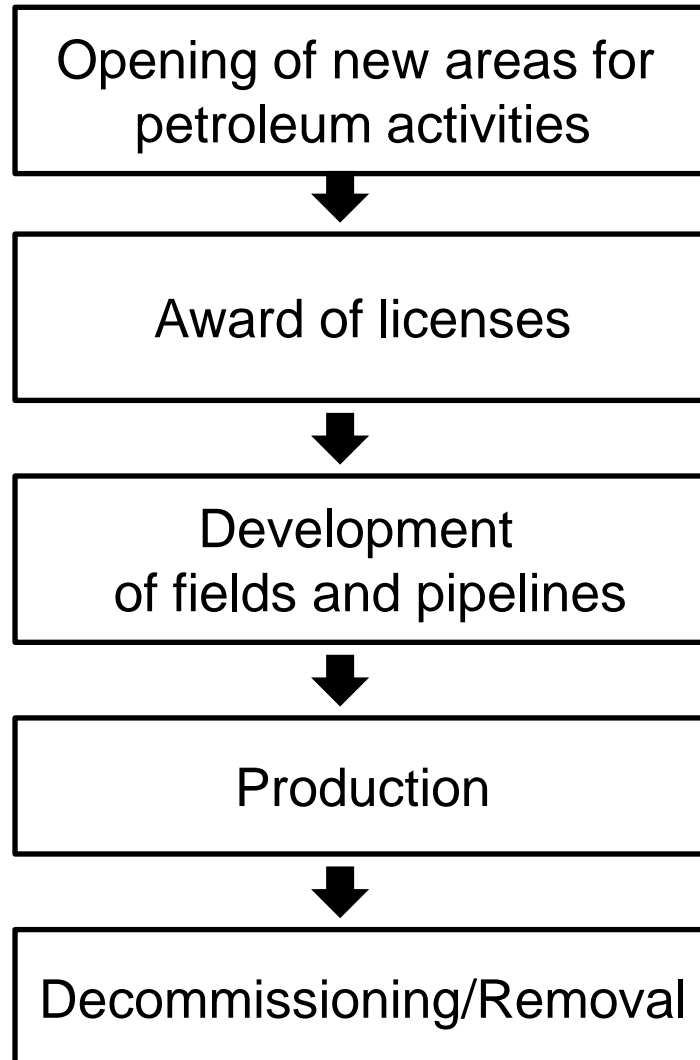 Opening of new areas for
petroleum activities
Award of licenses
Development
of fields and pipelines
Production
Decommissioning/Removal